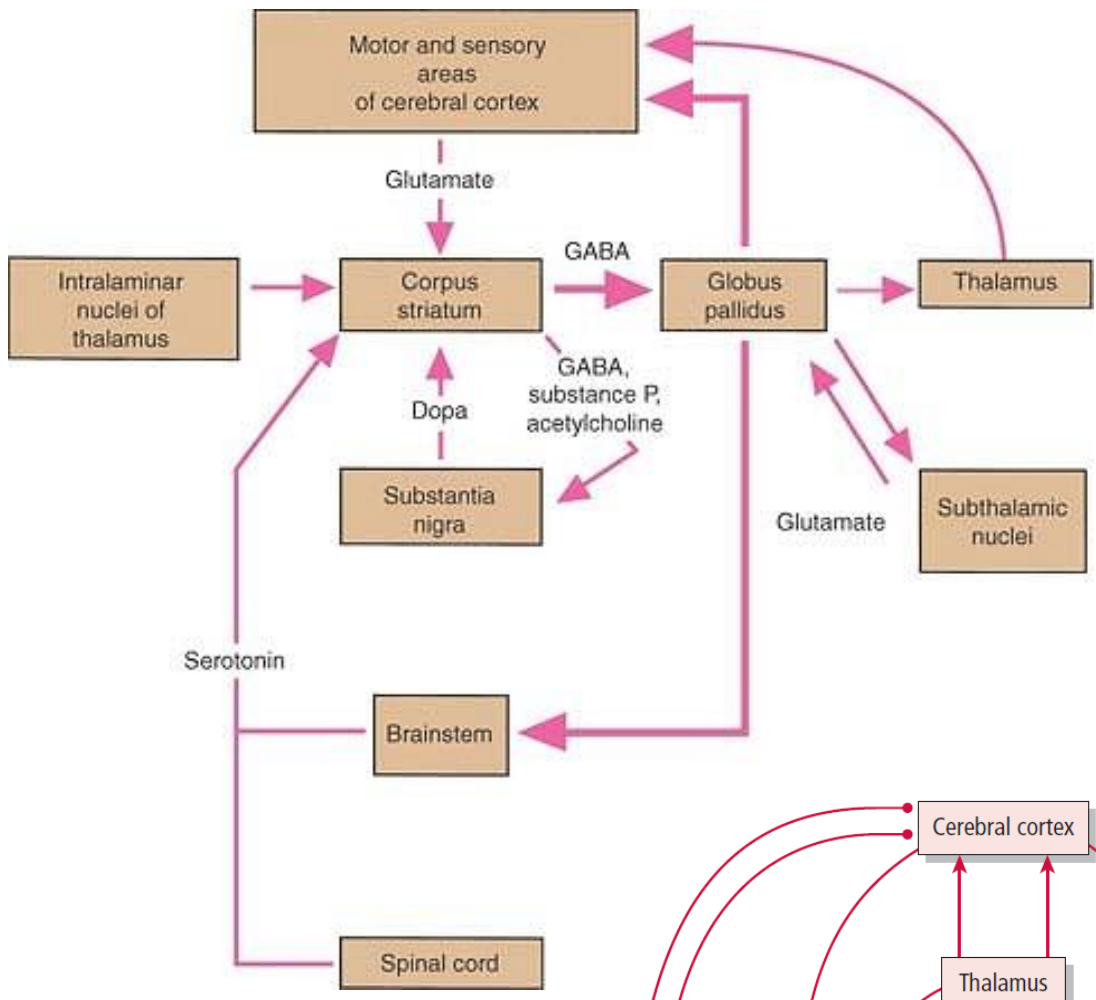 Motor and sensory
areas
of cerebral cortex
Glutamate
GABA
Intralaminar
nuclei of
thalamus
Corpus
striatum
Globus
pallidus
Thalamus
GABA,
substance P,
acetylcholine
Dopa
Substantia
nigra
Glutamate
Subthalamic
nuclei
Serotonin
Brainstem
Spinal cord
Cerebral cortex
Thalamus